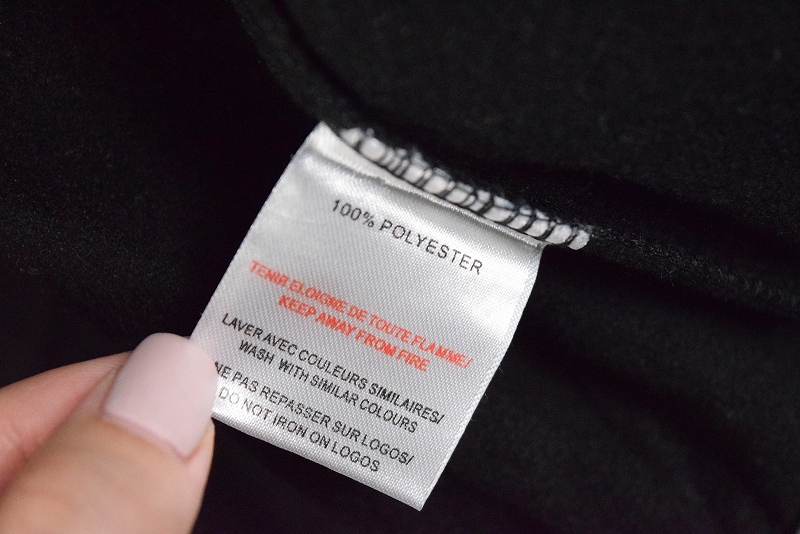 100% POLYESTER
TENIR ELOIGNE DE TOUTE FLAMME/
KEEP AWAY FROM FIRE
LAVER AVEC COULEURS SIMILAIRES/
WASH WITH SIMILAR COLOURS
NE PAS REPASSER SUR LOGOS/
DO NOT IRON ON LOGOS